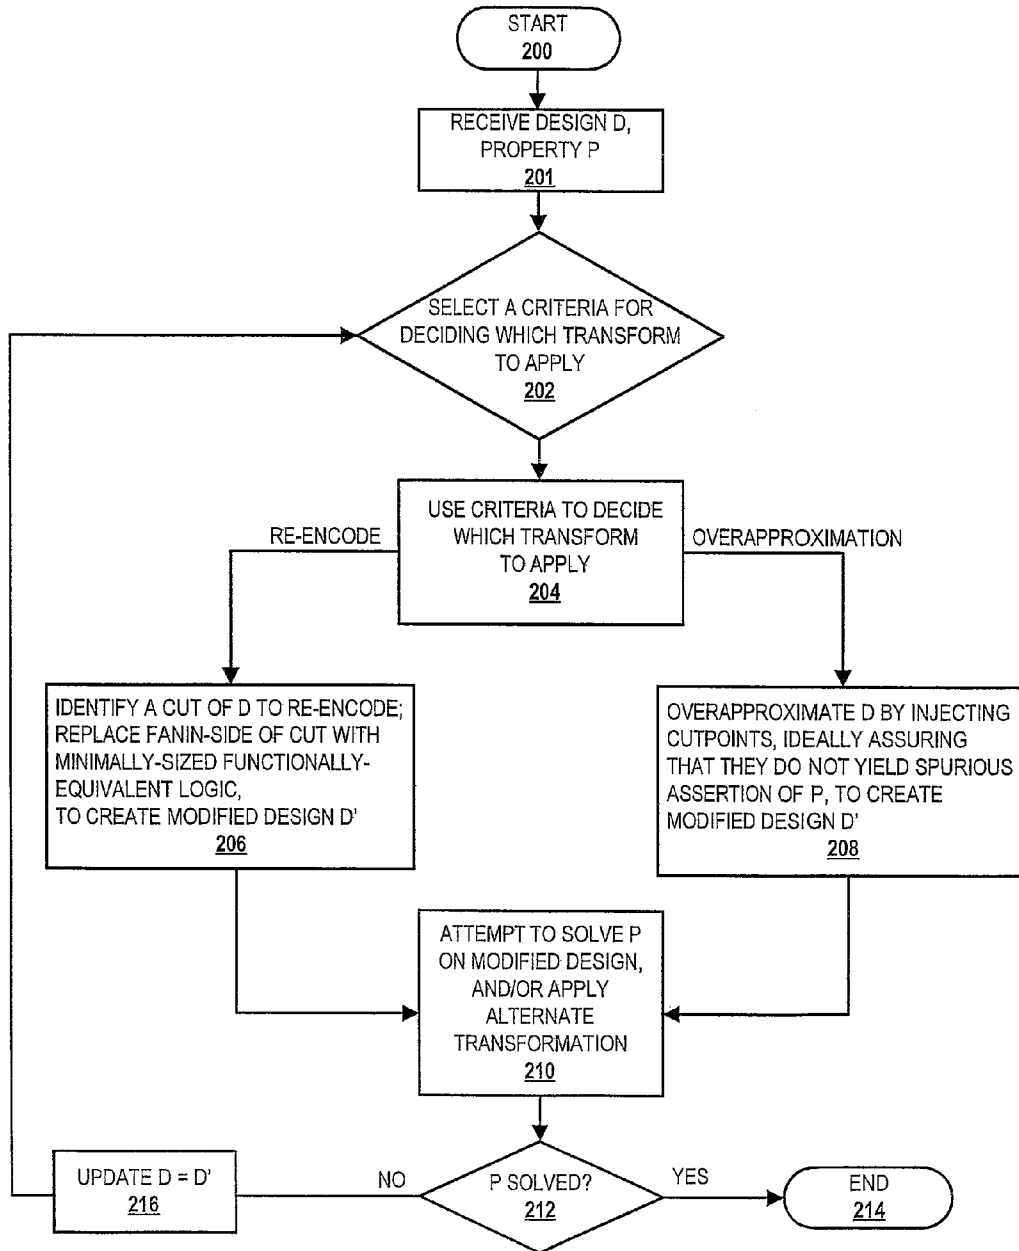 START
200
RECEIVE DESIGN D,
PROPERTY P
201
SELECT A CRITERIA FOR
DECIDING WHICH TRANSFORM
TO APPLY
202
USE CRITERIA TO DECIDE
WHICH TRANSFORM
TO APPLY
204
RE-ENCODE
OVERAPPROXIMATION
IDENTIFY A CUT OF D TO RE-ENCODE;
REPLACE FANIN-SIDE OF CUT WITH
MINIMALLY-SIZED FUNCTIONALLY-
EQUIVALENT LOGIC,
TO CREATE MODIFIED DESIGN D'
206
OVERAPPROXIMATE D BY INJECTING
CUTPOINTS, IDEALLY ASSURING
THAT THEY DO NOT YIELD SPURIOUS
ASSERTION OF P, TO CREATE
MODIFIED DESIGN D'
208
ATTEMPT TO SOLVE P
ON MODIFIED DESIGN,
AND/OR APPLY
ALTERNATE
TRANSFORMATION
210
UPDATE D = D'
216
NO
P SOLVED?
212
YES
END
214